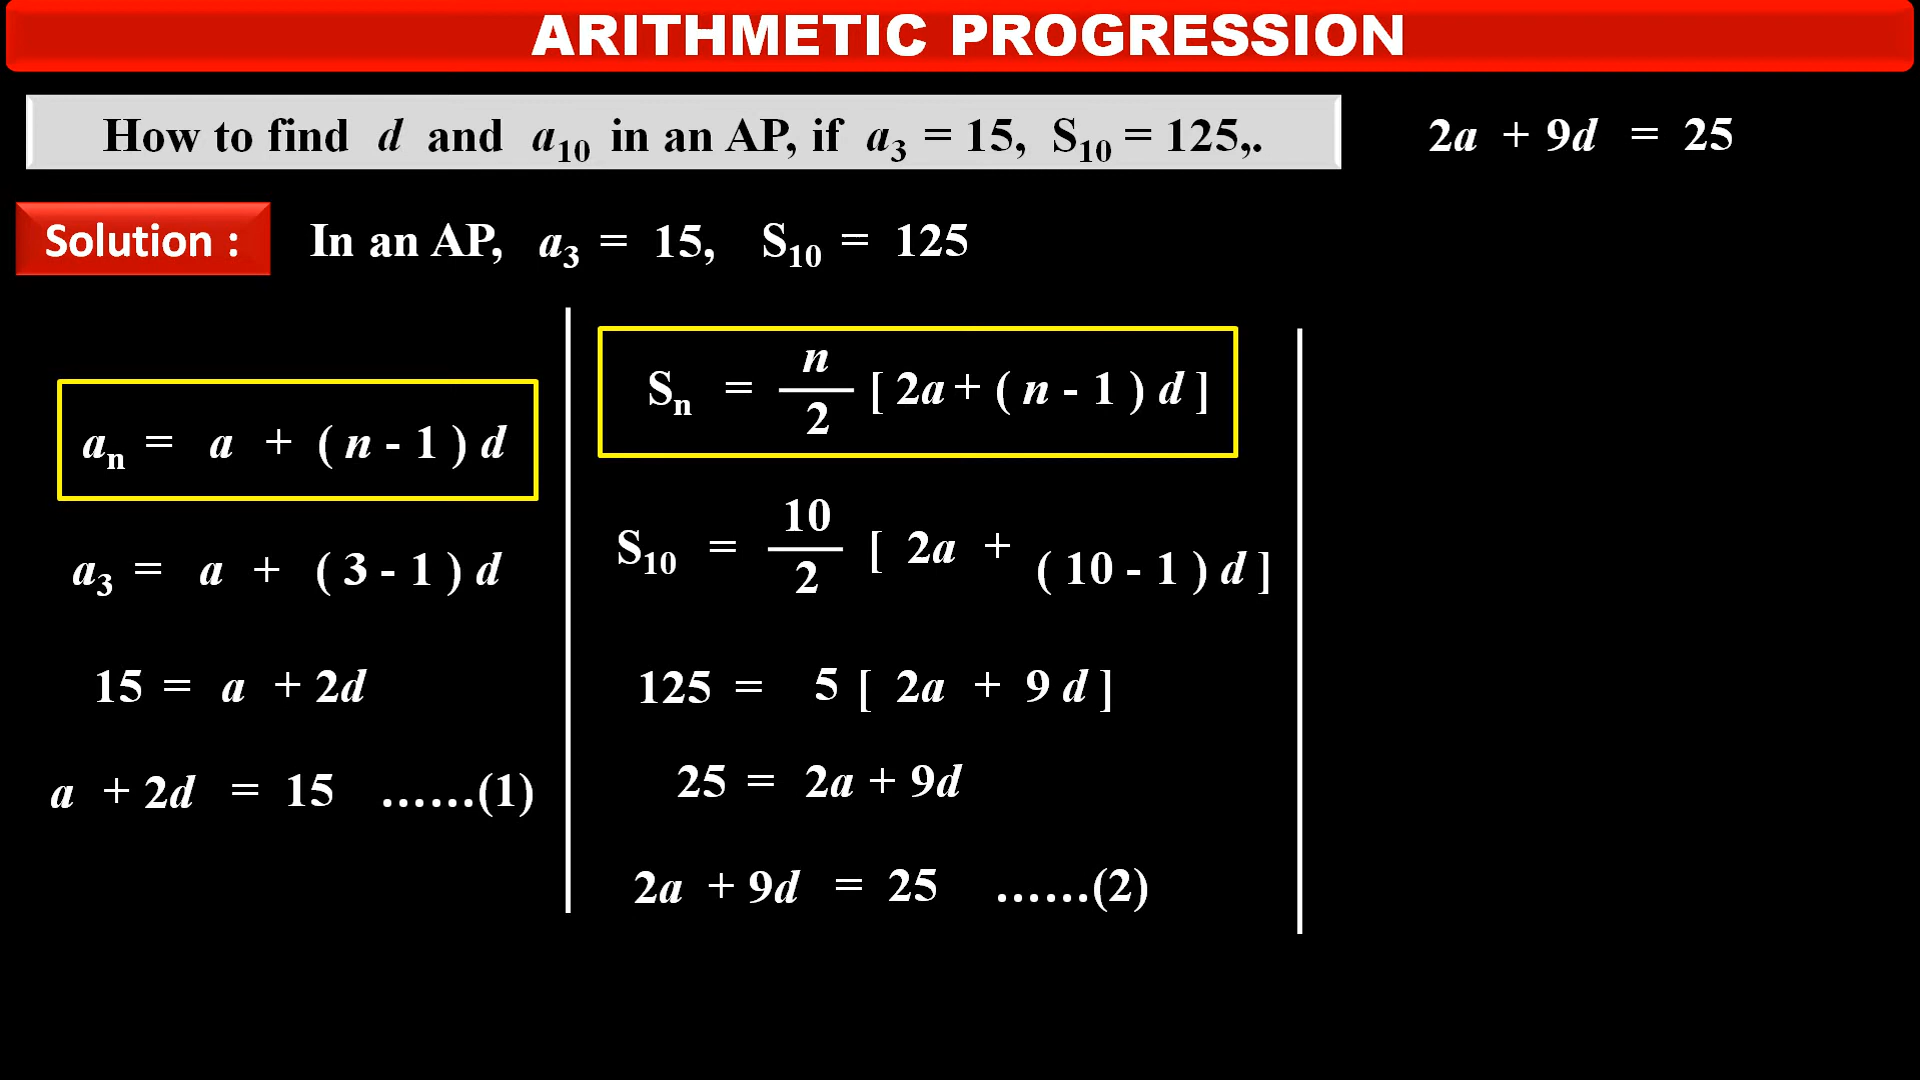 ARITHMETIC PROGRESSION
How to find d and a10 in an AP, if a3 = 15, S10 = 125,.
2a + 9d = 25
Solution :
In an AP, a3 = 15, S10 = 125
an = a + ( n - 1 ) d
a3 = a + ( 3 - 1 ) d
15 = a + 2d
a + 2d = 15 ......(1)
Sn = n/2 [ 2a + ( n - 1 ) d ]
S10 = 10/2 [ 2a + ( 10 - 1 ) d ]
125 = 5 [ 2a + 9 d ]
25 = 2a + 9d
2a + 9d = 25 ......(2)